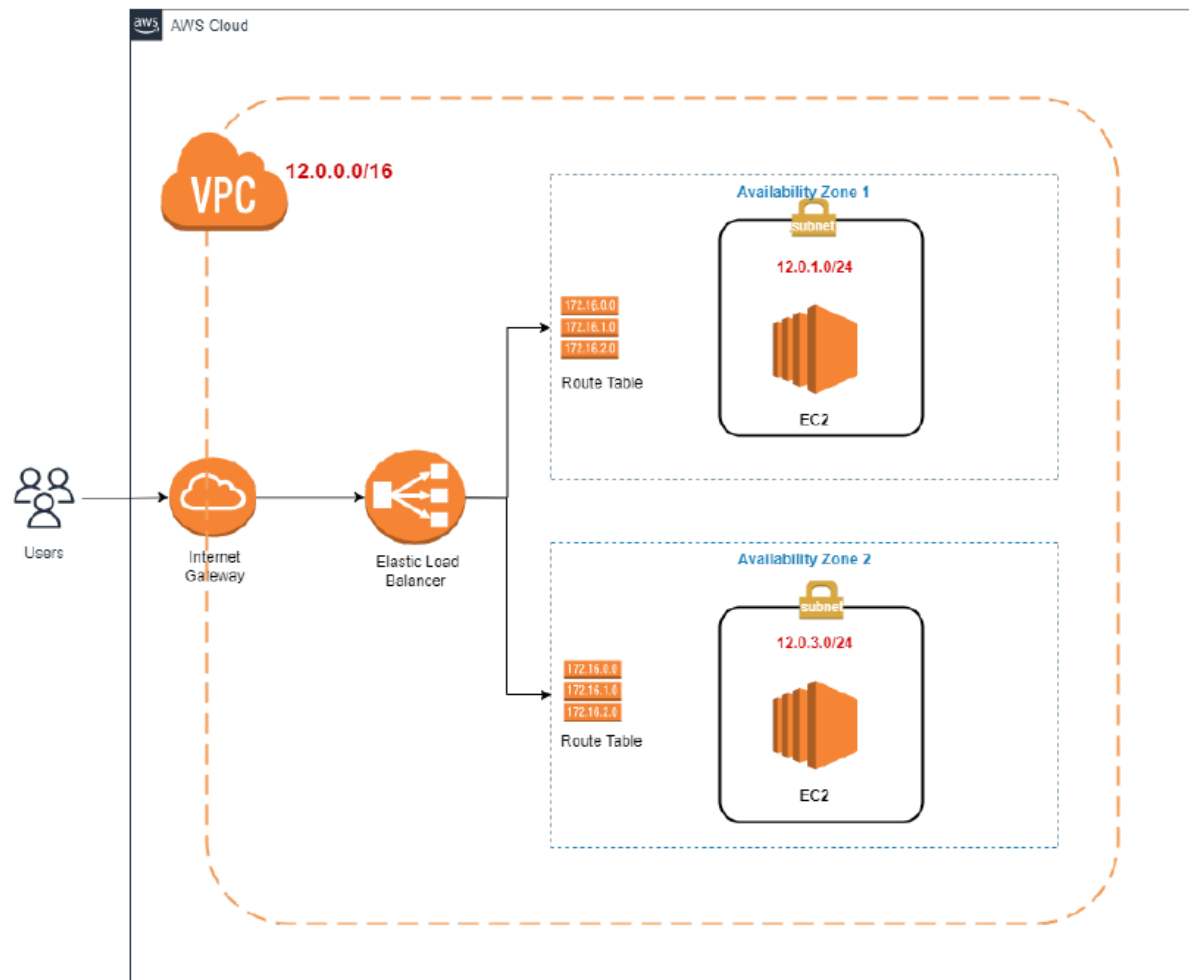 aws
AWS Cloud
VPC
12.0.0.0/16
Availability Zone 1
subnet
12.0.1.0/24
172.16.0.0
172.16.1.0
172.16.2.0
Route Table
EC2
Users
Internet
Gateway
Elastic Load
Balancer
Availability Zone 2
subnet
12.0.3.0/24
172.16.0.0
172.16.1.0
172.16.2.0
Route Table
EC2